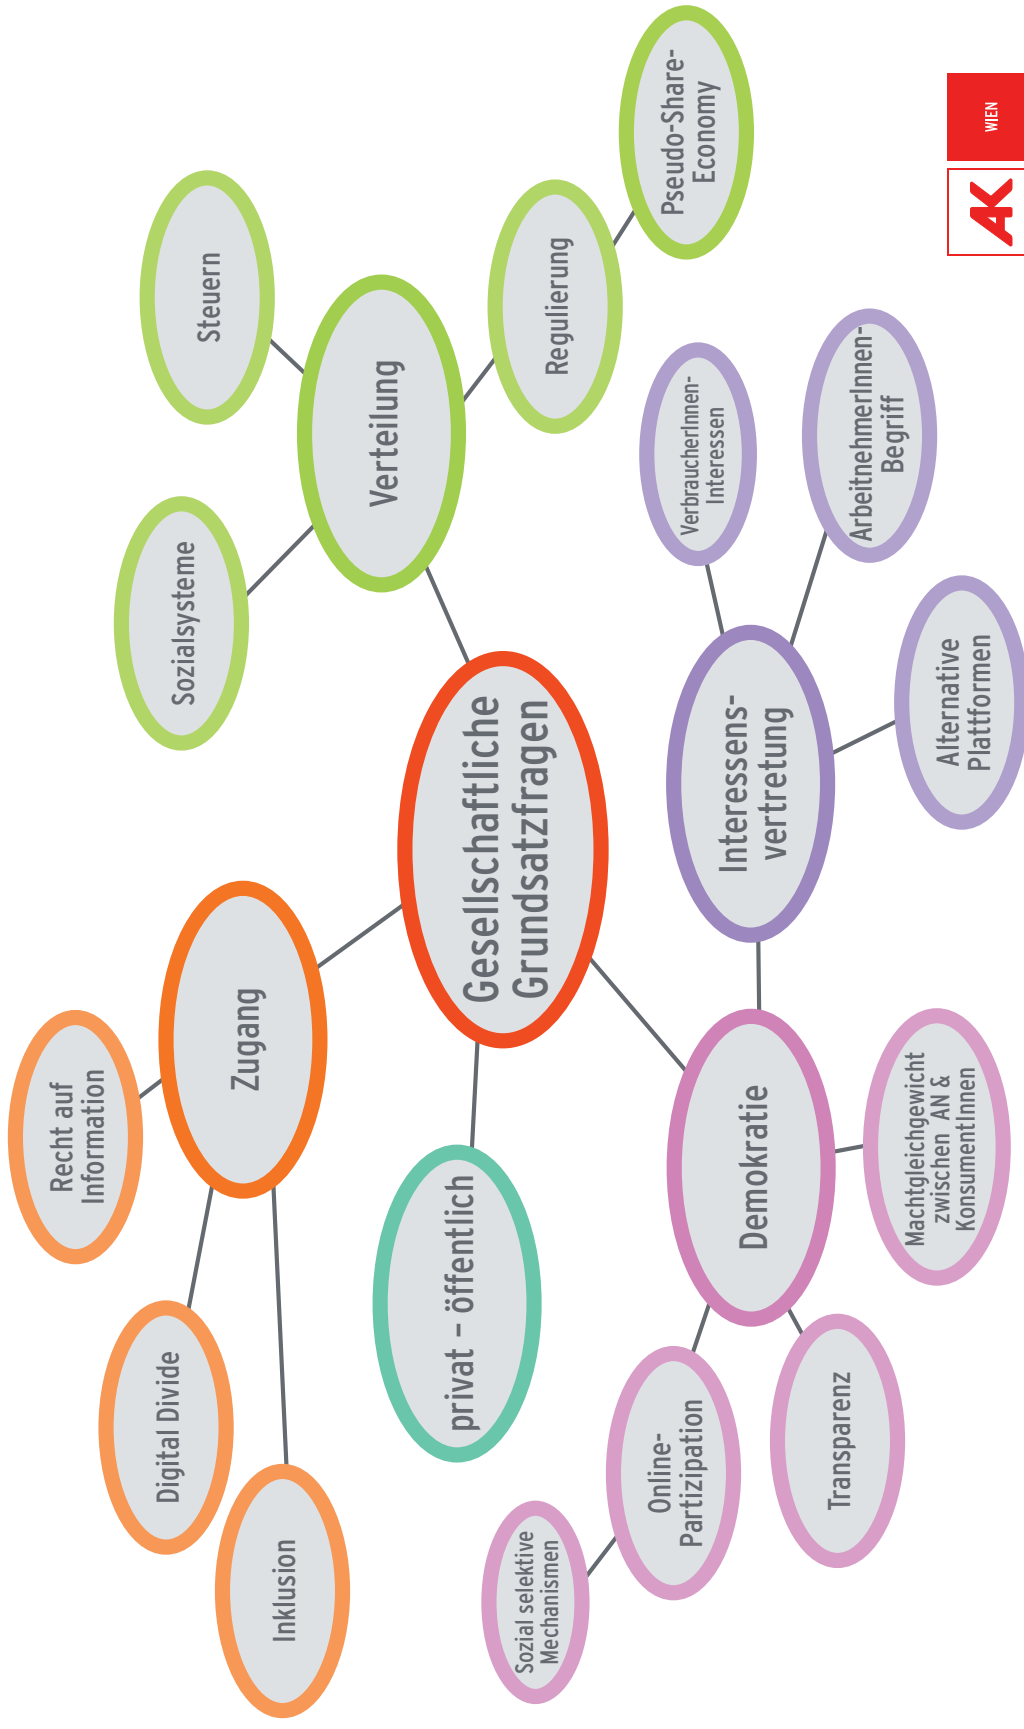 Recht auf
Information
Digital Divide
Inklusion
Zugang
Sozialsysteme
Steuern
Verteilung
Regulierung
Pseudo-Share-
Economy
Gesellschaftliche
Grundsatzfragen
privat – öffentlich
Sozial selektive
Mechanismen
Online-
Partizipation
Transparenz
Demokratie
Machtgleichgewicht
zwischen AN &
KonsumentInnen
Interessens-
vertretung
VerbraucherInnen-
Interessen
ArbeitnehmerInnen-
Begriff
Alternative
Plattformen
AK
WIEN